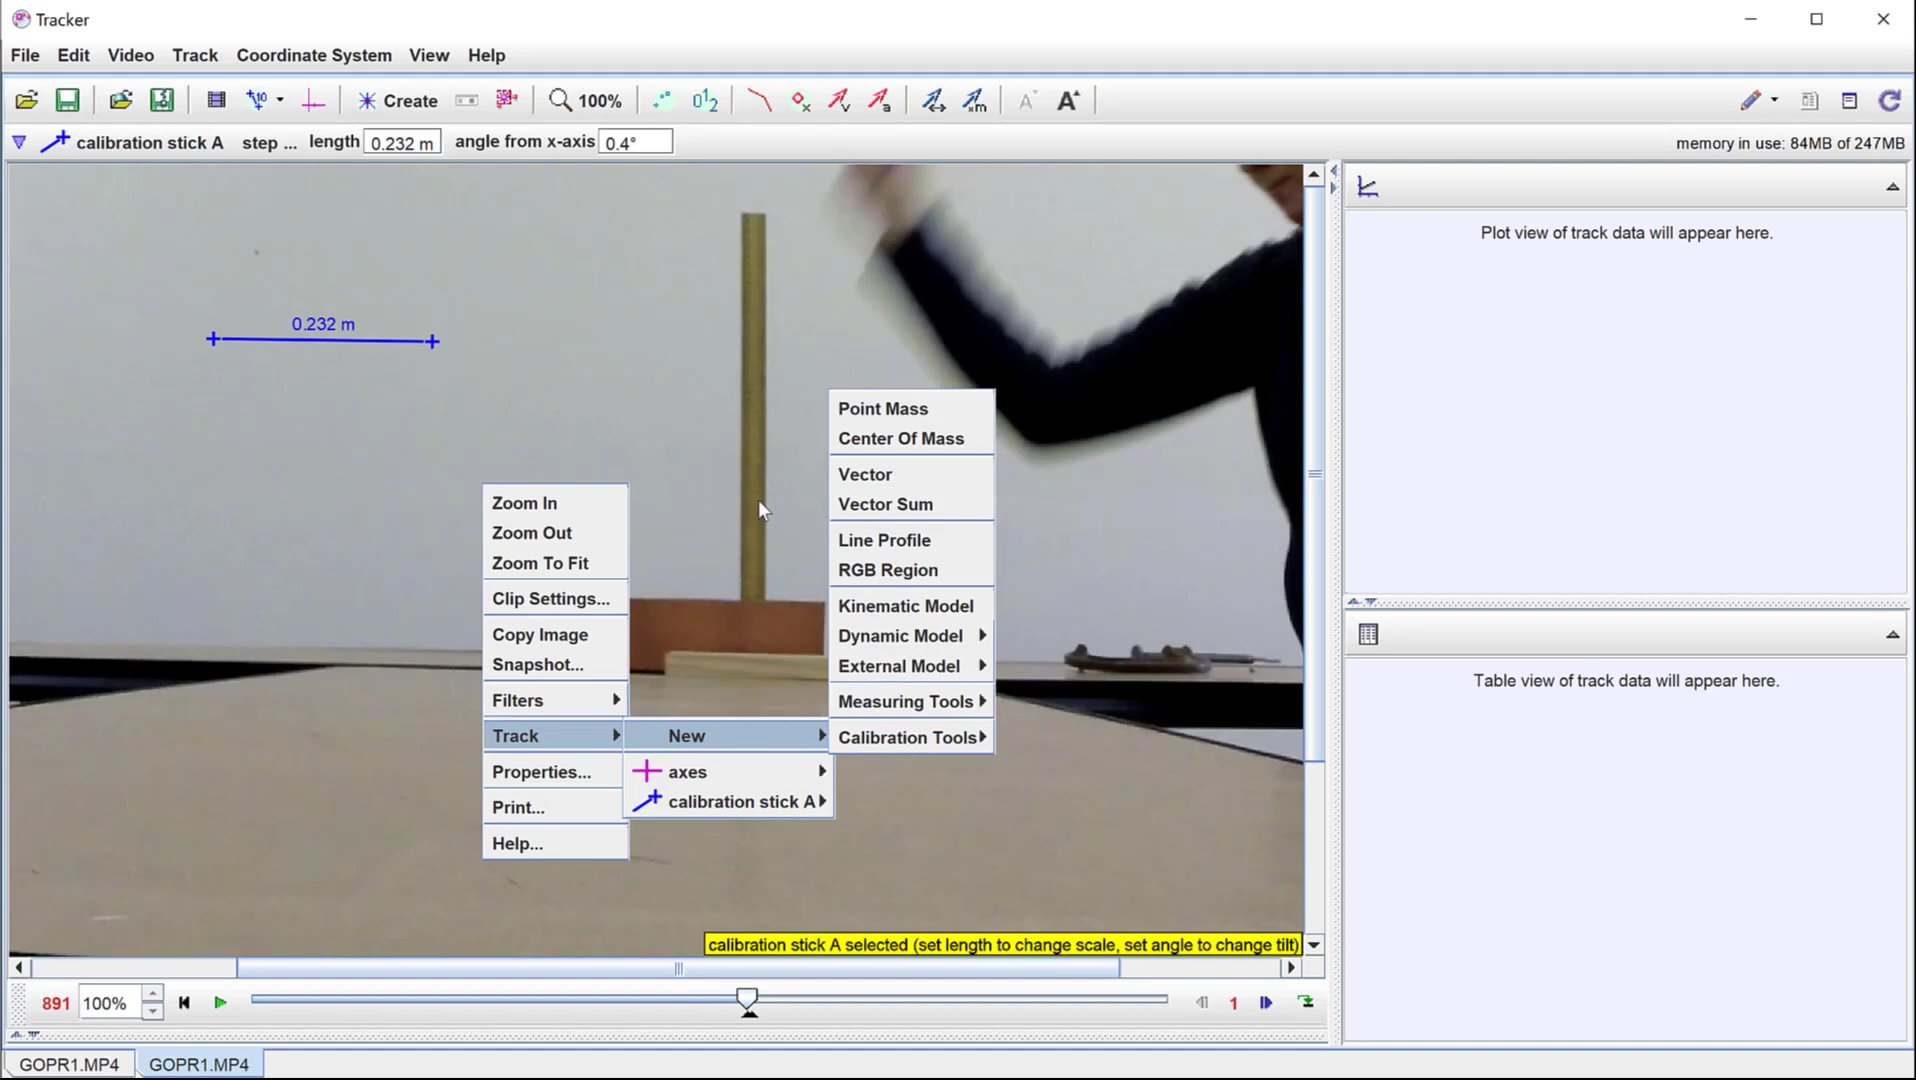 Tracker
File Edit Video Track Coordinate System View Help
Create 100%
calibration stick A step ... length 0.232 m angle from x-axis 0.4° memory in use: 84MB of 247MB
Plot view of track data will appear here.
0.232 m
Point Mass
Center Of Mass
Vector
Vector Sum
Line Profile
RGB Region
Kinematic Model
Dynamic Model
External Model
Measuring Tools
Calibration Tools
Zoom In
Zoom Out
Zoom To Fit
Clip Settings...
Copy Image
Snapshot...
Filters
Track
Properties...
Print...
Help...
New
axes
calibration stick A
Table view of track data will appear here.
calibration stick A selected (set length to change scale, set angle to change tilt)
891 100% 1
GOPR1.MP4 GOPR1.MP4